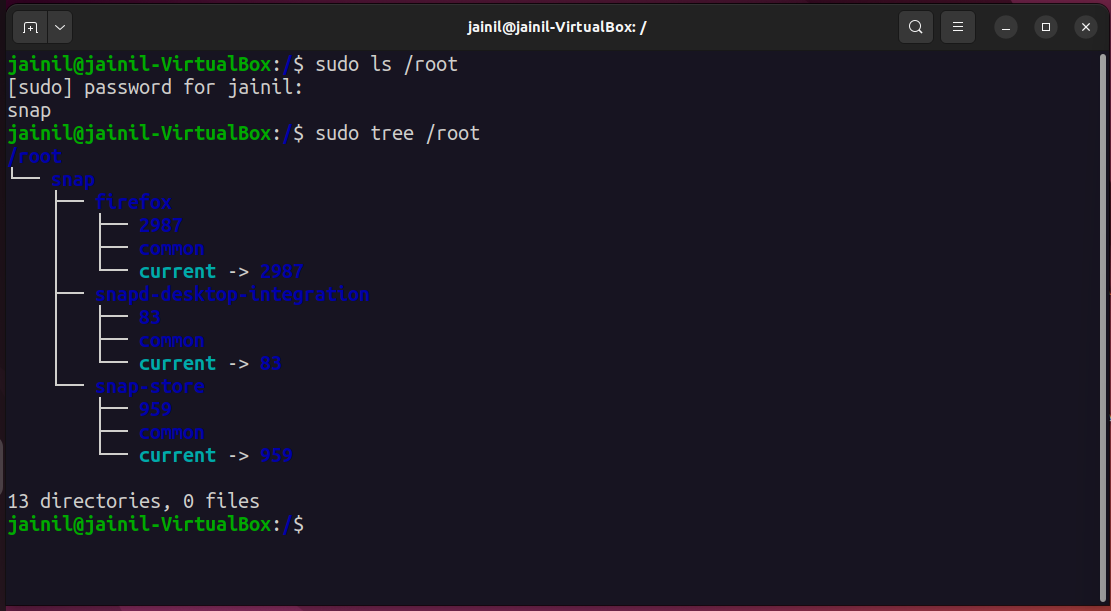 jainil@jainil-VirtualBox: /
jainil@jainil-VirtualBox:/$ sudo ls /root
[sudo] password for jainil:
snap
jainil@jainil-VirtualBox:/$ sudo tree /root
/root
└── snap
    ├── firefox
    │   ├── 2987
    │   ├── common
    │   └── current -> 2987
    ├── snapd-desktop-integration
    │   ├── 83
    │   ├── common
    │   └── current -> 83
    └── snap-store
        ├── 959
        ├── common
        └── current -> 959
13 directories, 0 files
jainil@jainil-VirtualBox:/$